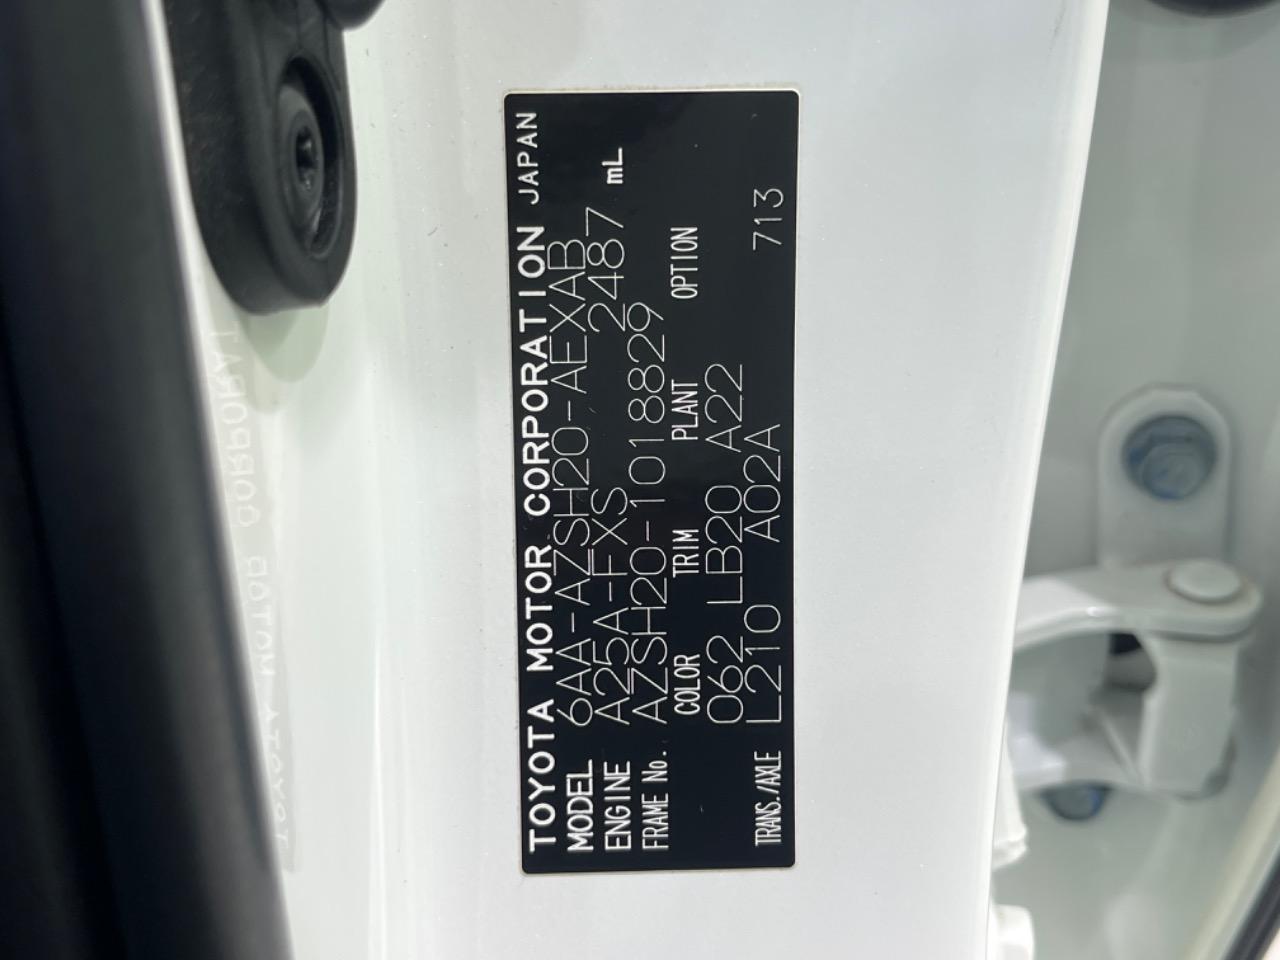 TOYOTA MOTOR CORPORATION JAPAN
MODEL 6AA-AZSH20-AEXAB
ENGINE A25A-FXS 2487 mL
FRAME No. AZSH20-1018829
COLOR TRIM PLANT OPTION
062 LB20 A22
TRANS./AXLE L210 A02A 713